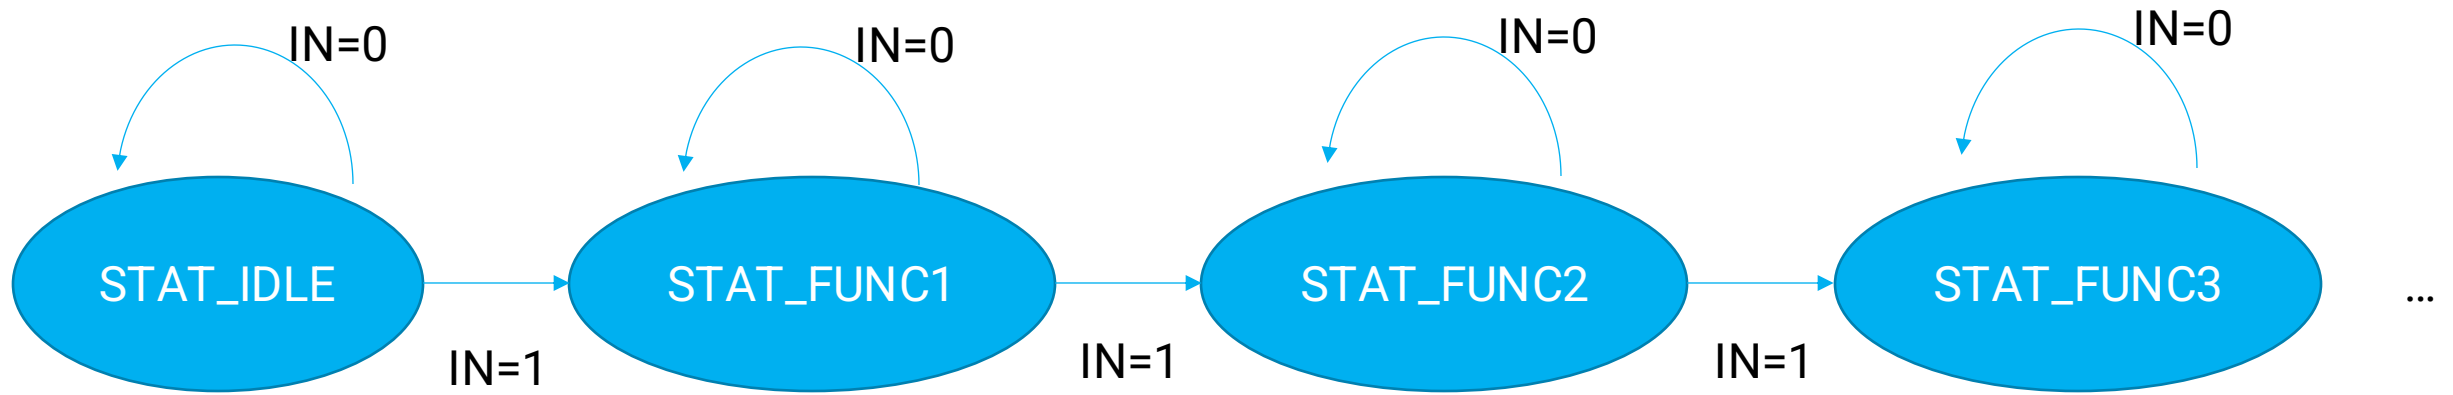 IN=0
IN=0
IN=0
IN=0
STAT_IDLE
STAT_FUNC1
STAT_FUNC2
STAT_FUNC3
...
IN=1
IN=1
IN=1